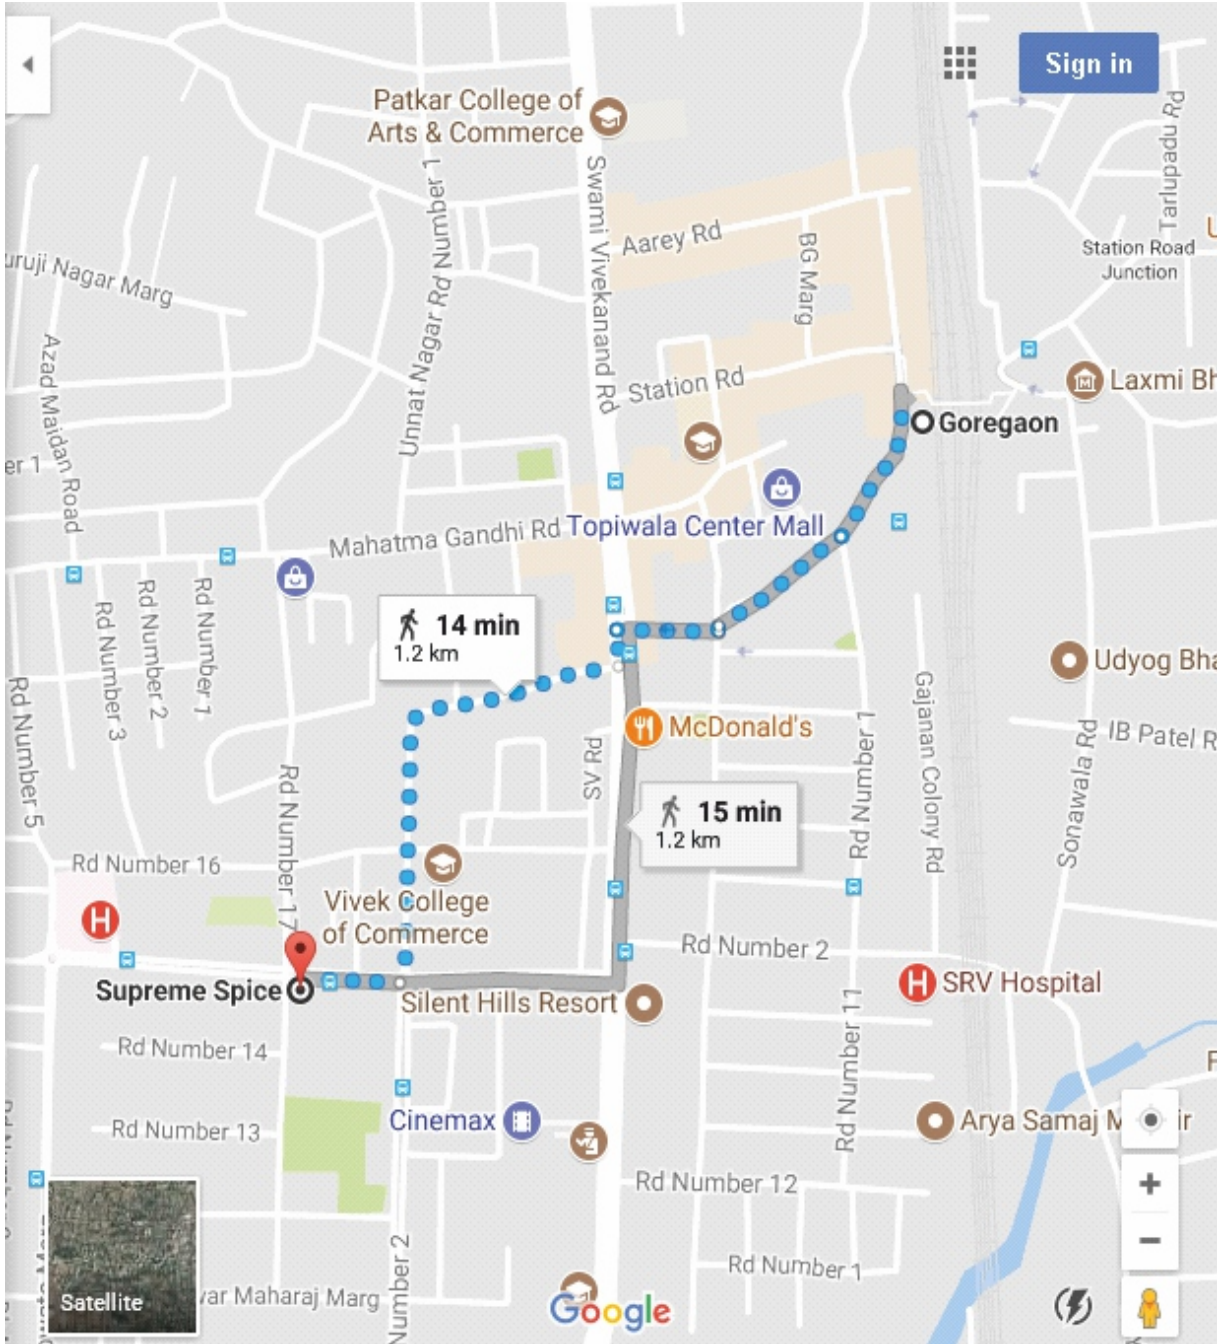 Sign in
Patkar College of
Arts & Commerce
Tarlupadu Rd
Unnat Nagar Rd Number 1
Swami Vivekanand Rd
Aarey Rd
BG Marg
Station Road
Junction
uruji Nagar Marg
Azad Maidan Road
Station Rd
Laxmi Bh
Goregaon
er 1
Topiwala Center Mall
Mahatma Gandhi Rd
Rd Number 3
Rd Number 2
Rd Number 1
14 min
1.2 km
Udyog Bha
Rd Number 5
Gajanan Colony Rd
McDonald's
SV Rd
Rd Number 1
Sonawala Rd
IB Patel R
Rd Number 17
15 min
1.2 km
Rd Number 16
Vivek College
of Commerce
Rd Number 2
H
Supreme Spice
Silent Hills Resort
H
SRV Hospital
Rd Number 14
Rd Number 11
Rd Number 13
Cinemax
Arya Samaj M
ir
Rd Number 12
Number 2
Rd Number 1
Satellite
var Maharaj Marg
Google